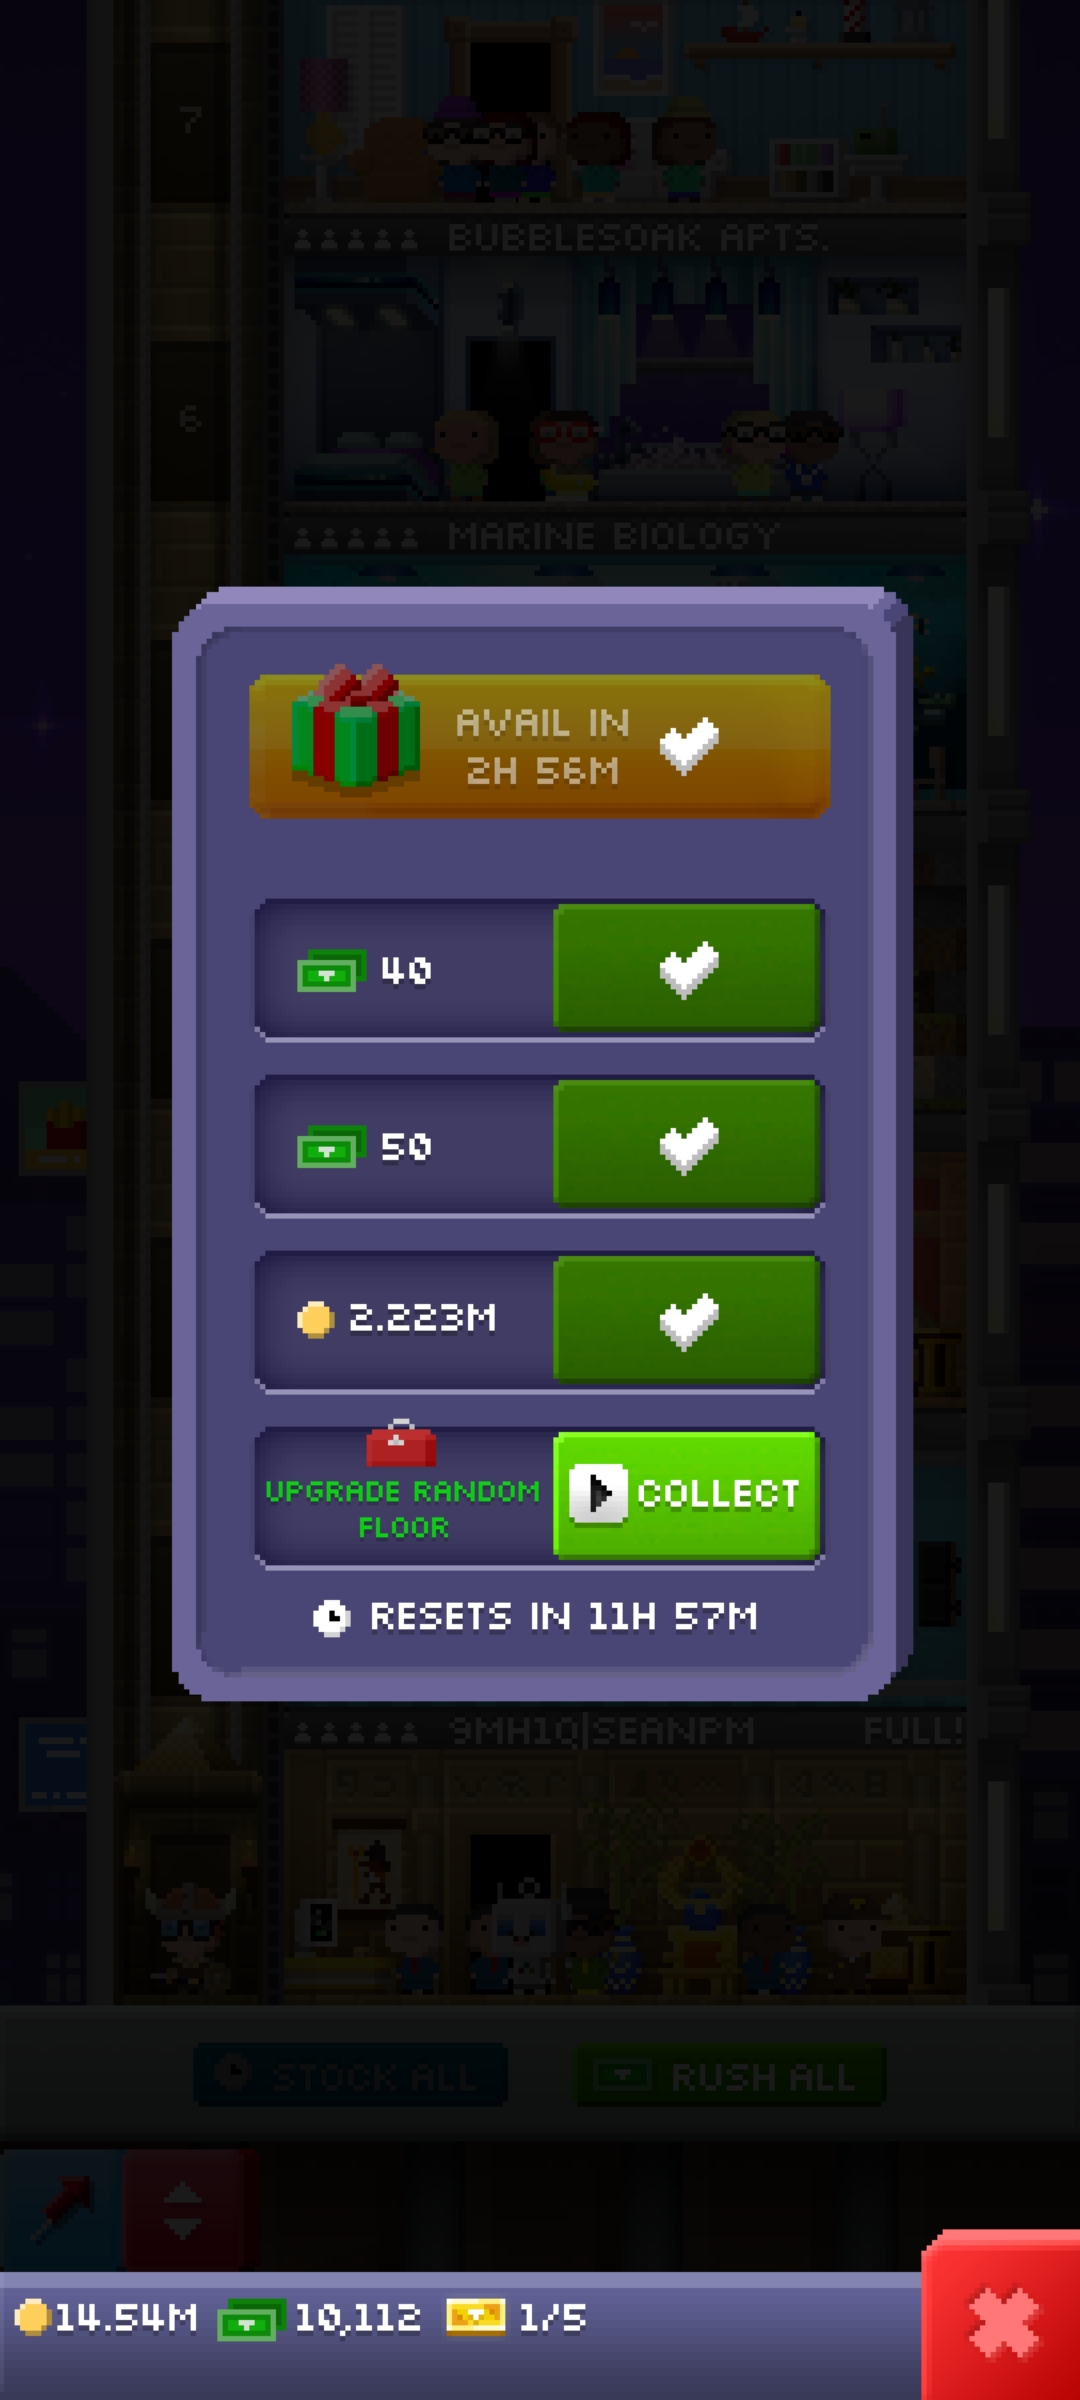 7
BUBBLESOAK APTS.
6
MARINE BIOLOGY
AVAIL IN
2H 56M
40
50
2.223M
UPGRADE RANDOM
FLOOR
COLLECT
RESETS IN 11H 57M
9MH1Q|SEANPM FULL!
STOCK ALL
RUSH ALL
14.54M 10,112 1/5